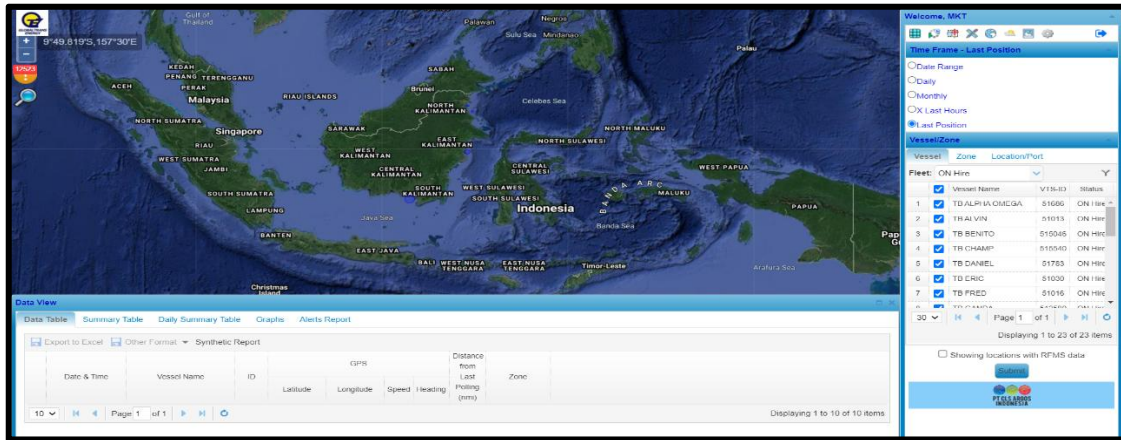 GLOBAL TRANS ENERGY
9°49.819'S,157°30'E
12573
Gulf of
Thailand
Palawan
Negros
Sulu Sea
Mindanao
Palau
KEDAH
PENANG
TERENGGANU
PERAK
Malaysia
ACEH
NORTH SUMATRA
RIAU ISLANDS
Singapore
RIAU
WEST SUMATRA
JAMBI
SOUTH SUMATRA
LAMPUNG
BANTEN
SABAH
Brunei
NORTH
KALIMANTAN
SARAWAK
EAST
KALIMANTAN
WEST
KALIMANTAN
CENTRAL
KALIMANTAN
SOUTH
KALIMANTAN
Celebes Sea
NORTH MALUKU
NORTH SULAWESI
CENTRAL
SULAWESI
WEST SULAWESI
SOUTH SULAWESI
Indonesia
BANDA ARC
MALUKU
WEST PAPUA
PAPUA
Java Sea
Banda Sea
EAST JAVA
BALI
WEST NUSA
TENGGARA
EAST NUSA
TENGGARA
Timor-Leste
Arafura Sea
Christmas
Island
Welcome, MKT
Time Frame - Last Position
Date Range
Daily
Monthly
X Last Hours
Last Position
Vessel/Zone
Vessel Zone Location/Port
Fleet: ON Hire
Vessel Name VTS-ID Status
1 TB ALPHA OMEGA 51686 ON Hire
2 TB ALVIN 51013 ON Hire
3 TB BENITO 515046 ON Hire
4 TB CHAMP 515540 ON Hire
5 TB DANIEL 51783 ON Hire
6 TB ERIC 51030 ON Hire
7 TB FRED 51016 ON Hire
30 Page 1 of 1
Displaying 1 to 23 of 23 items
Showing locations with RFMS data
Submit
PT CLS ARGOS
INDONESIA
Data View
Data Table Summary Table Daily Summary Table Graphs Alerts Report
Export to Excel Other Format Synthetic Report
Date & Time Vessel Name ID GPS Latitude Longitude Speed Heading Distance from Last Polling (nmi) Zone
10 Page 1 of 1
Displaying 1 to 10 of 10 items